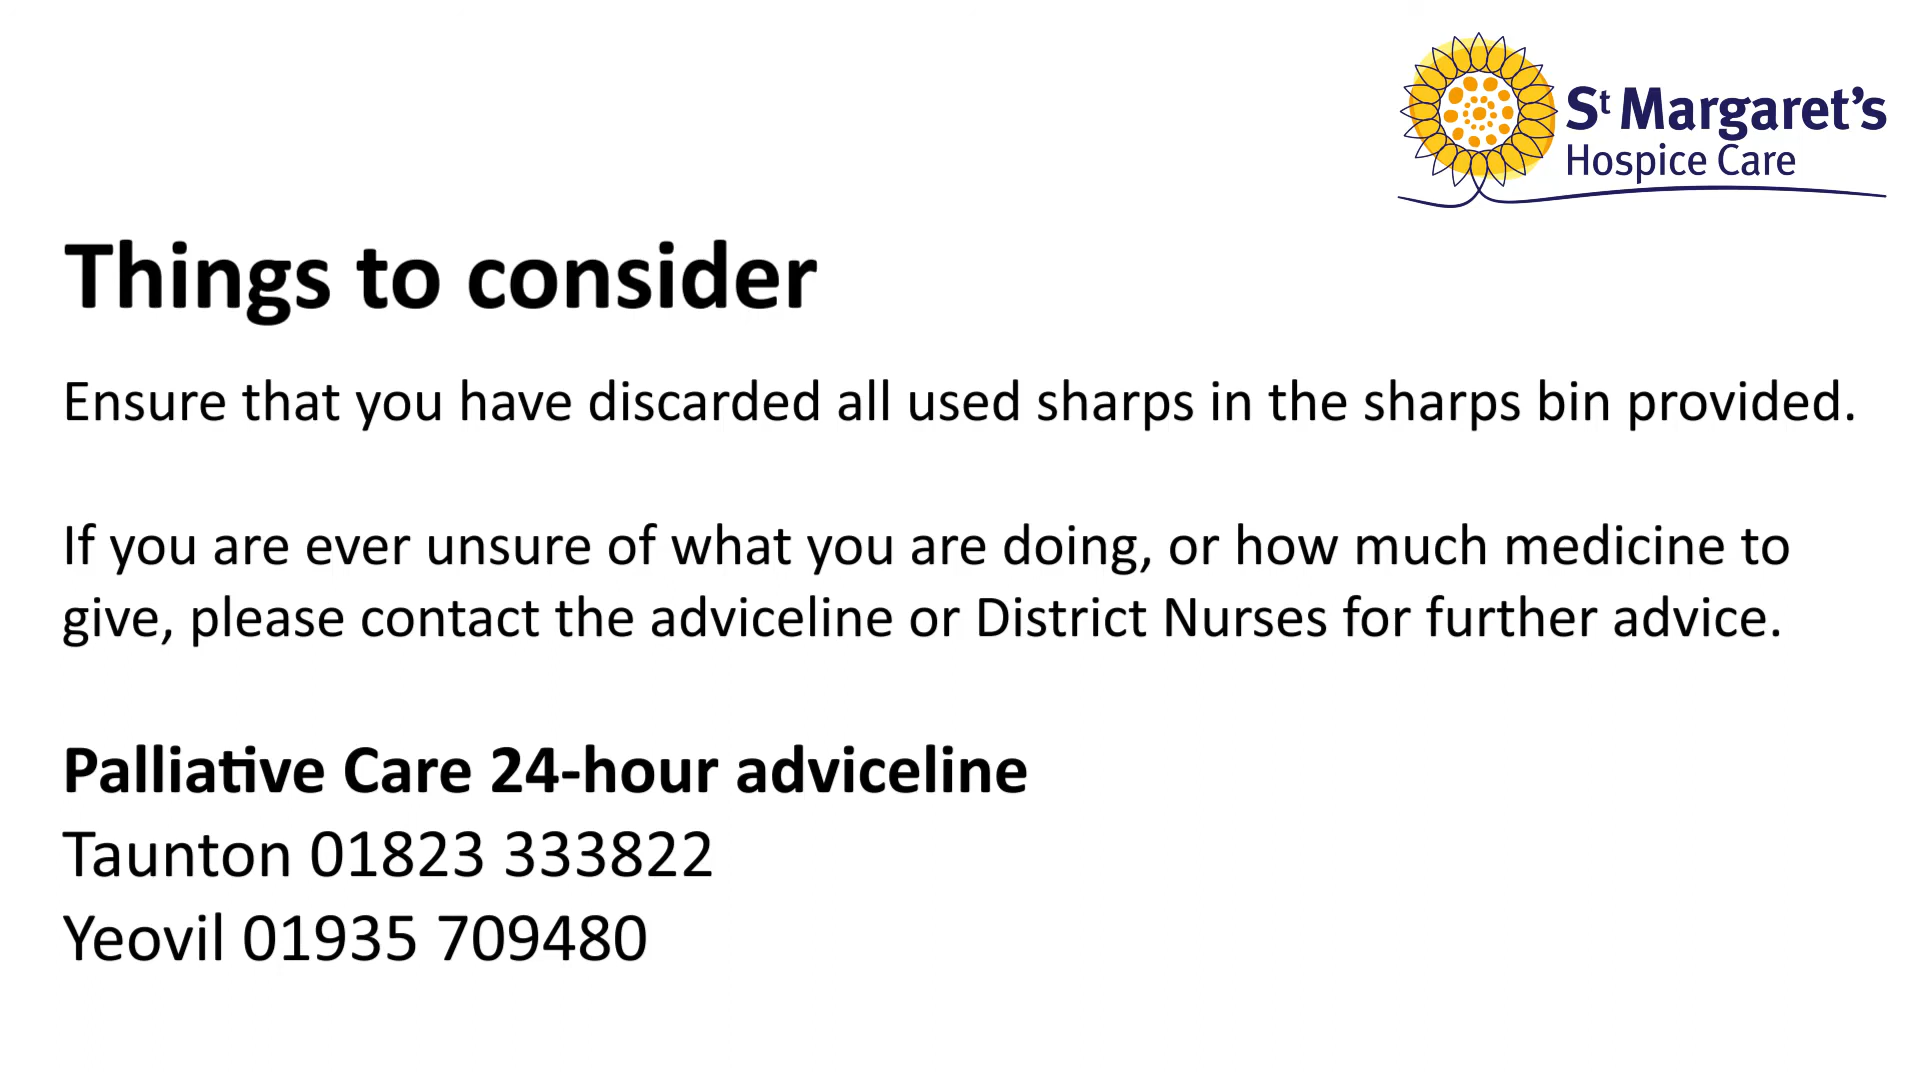 St Margaret's
Hospice Care
Things to consider
Ensure that you have discarded all used sharps in the sharps bin provided.
If you are ever unsure of what you are doing, or how much medicine to
give, please contact the adviceline or District Nurses for further advice.
Palliative Care 24-hour adviceline
Taunton 01823 333822
Yeovil 01935 709480